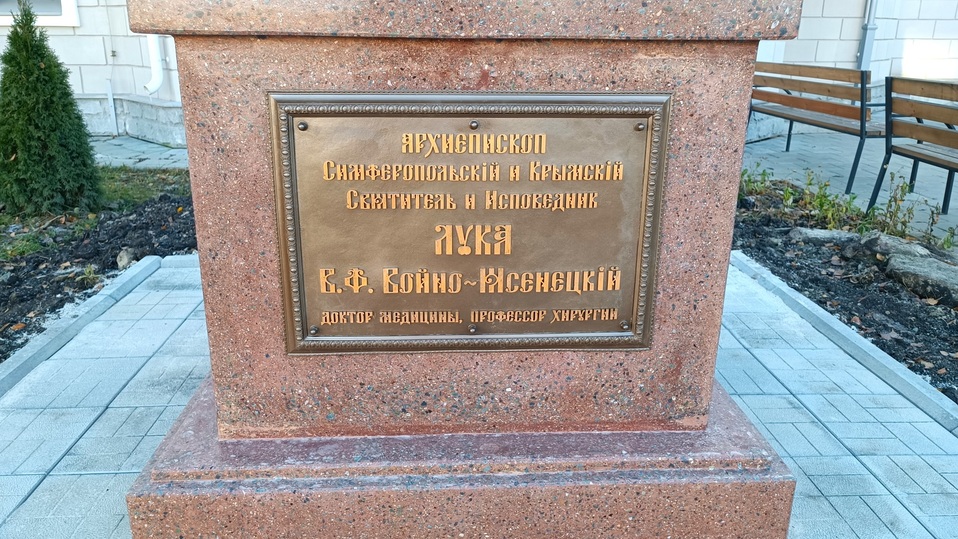 АРХИЕПИСКОП
Симферопольскій и Крымскій
Святитель и Исповедник
ЛУКА
В.Ф. Войно~Ясенецкій
доктор медицины, профессор хирургии